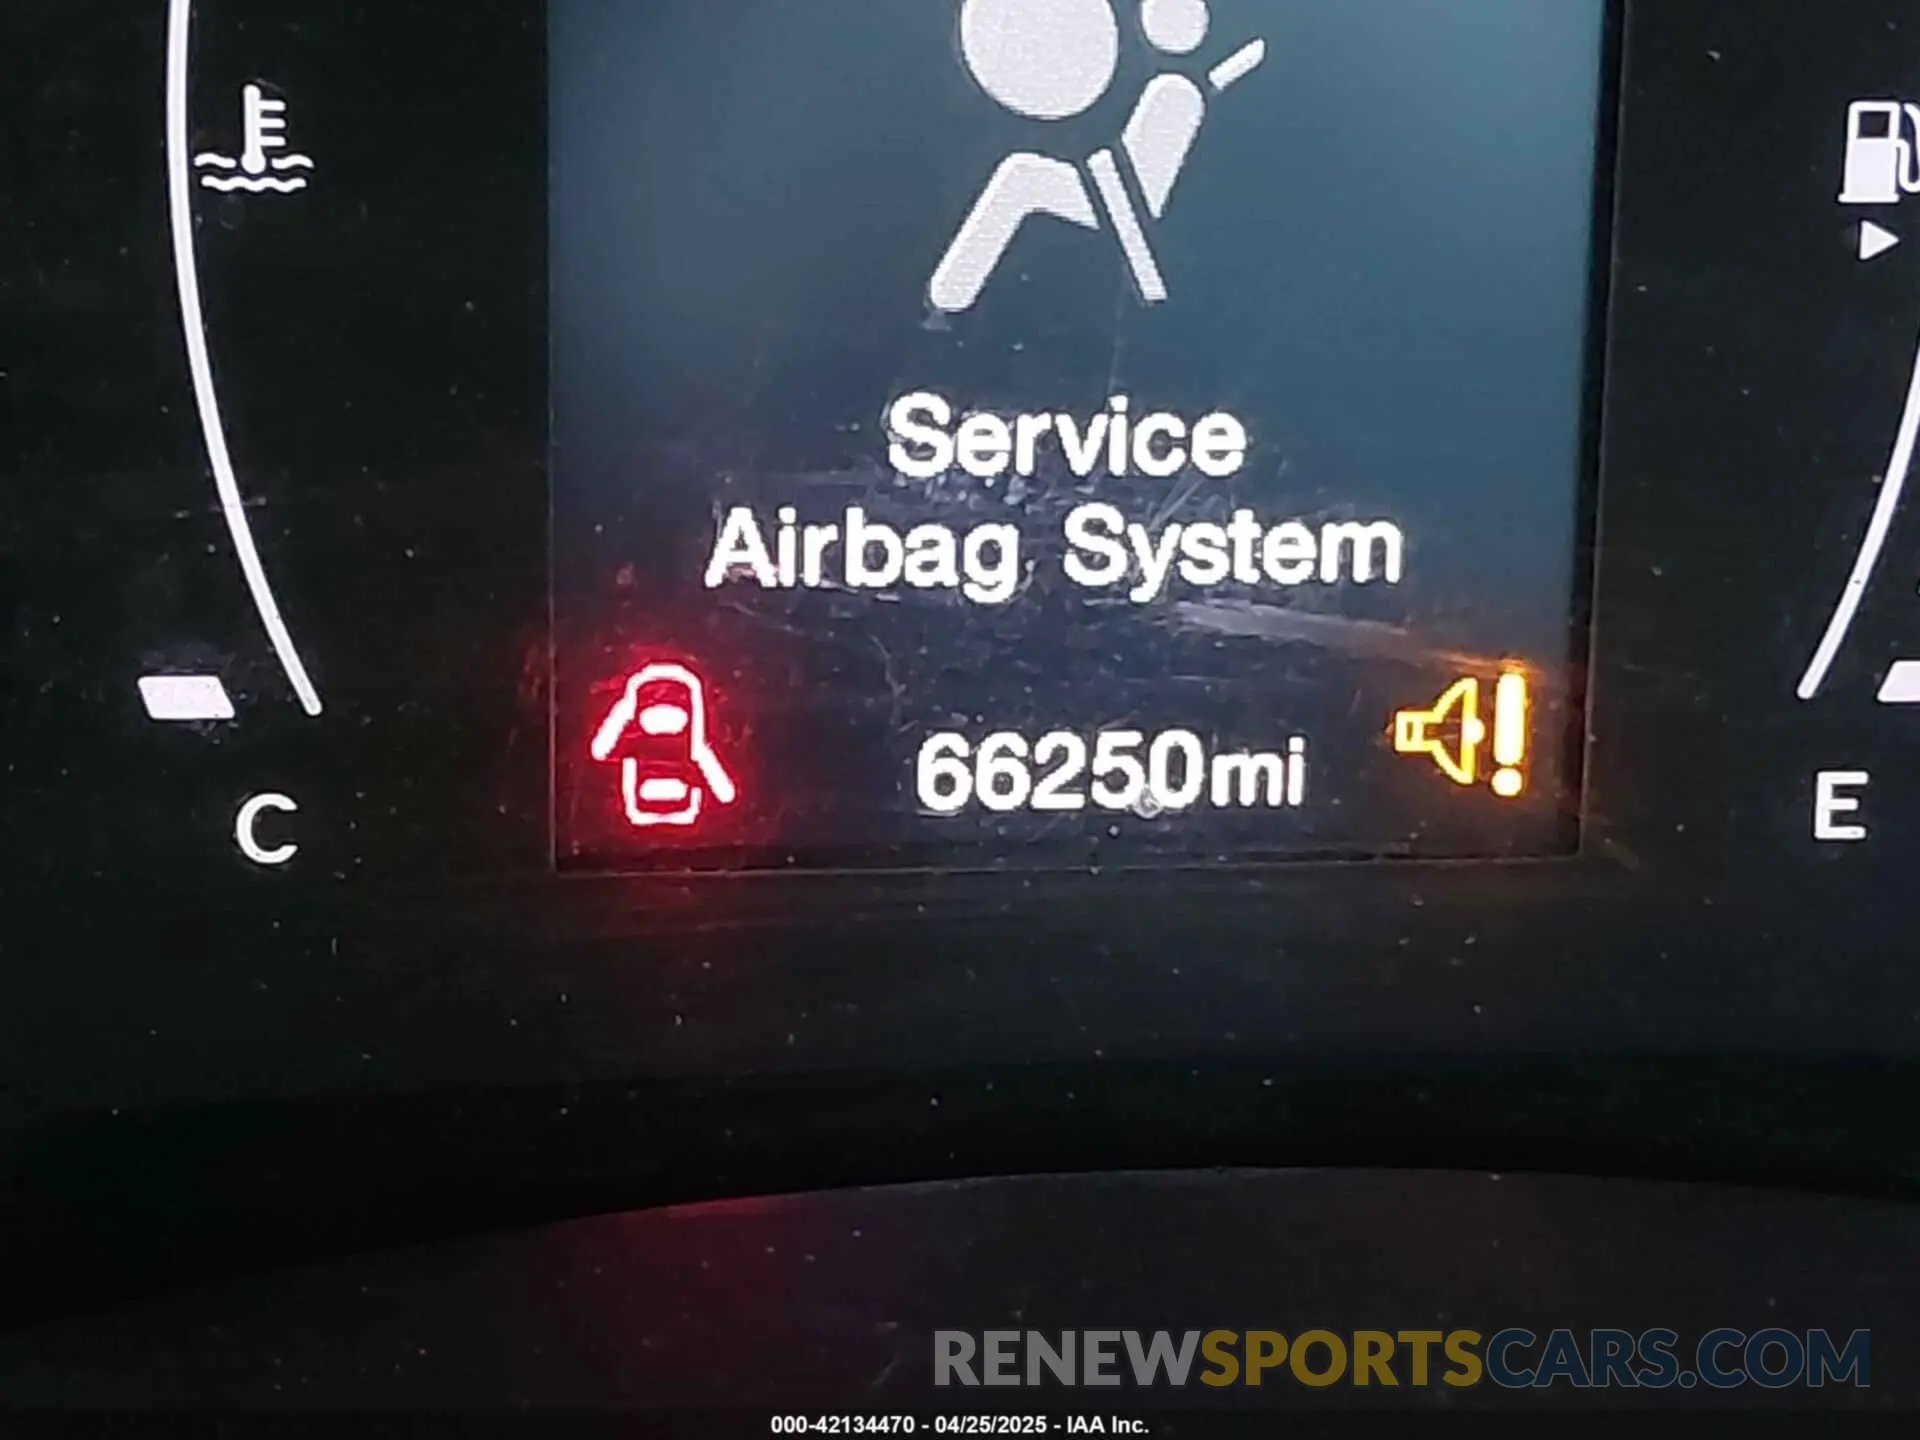 Service
Airbag System
66250mi
C
E
RENEWSPORTSCARS.COM
000-42134470 - 04/25/2025 - IAA Inc.